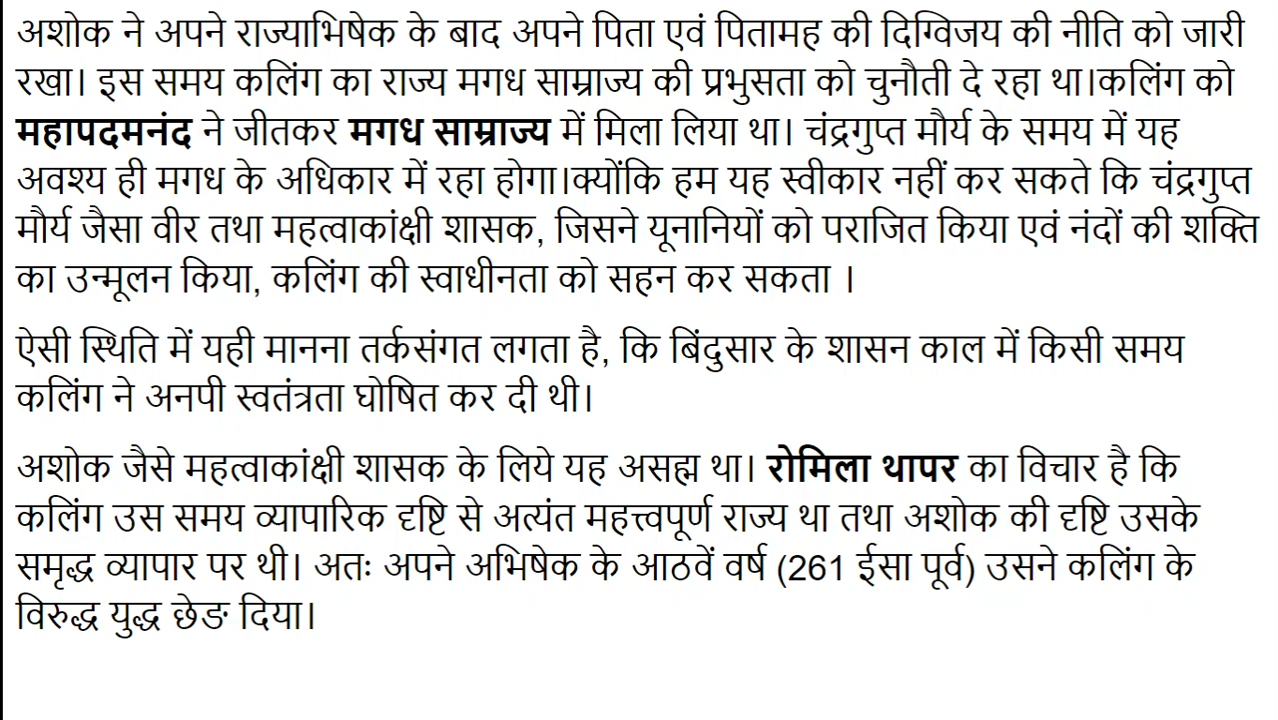 अशोक ने अपने राज्याभिषेक के बाद अपने पिता एवं पितामह की दिग्विजय की नीति को जारी
रखा। इस समय कलिंग का राज्य मगध साम्राज्य की प्रभुसता को चुनौती दे रहा था।कलिंग को
महापदमनंद ने जीतकर मगध साम्राज्य में मिला लिया था। चंद्रगुप्त मौर्य के समय में यह
अवश्य ही मगध के अधिकार में रहा होगा।क्योंकि हम यह स्वीकार नहीं कर सकते कि चंद्रगुप्त
मौर्य जैसा वीर तथा महत्वाकांक्षी शासक, जिसने यूनानियों को पराजित किया एवं नंदों की शक्ति
का उन्मूलन किया, कलिंग की स्वाधीनता को सहन कर सकता ।
ऐसी स्थिति में यही मानना तर्कसंगत लगता है, कि बिंदुसार के शासन काल में किसी समय
कलिंग ने अनपी स्वतंत्रता घोषित कर दी थी।
अशोक जैसे महत्वाकांक्षी शासक के लिये यह असह्म था। रोमिला थापर का विचार है कि
कलिंग उस समय व्यापारिक दृष्टि से अत्यंत महत्त्वपूर्ण राज्य था तथा अशोक की दृष्टि उसके
समृद्ध व्यापार पर थी। अतः अपने अभिषेक के आठवें वर्ष (261 ईसा पूर्व) उसने कलिंग के
विरुद्ध युद्ध छेङ दिया।